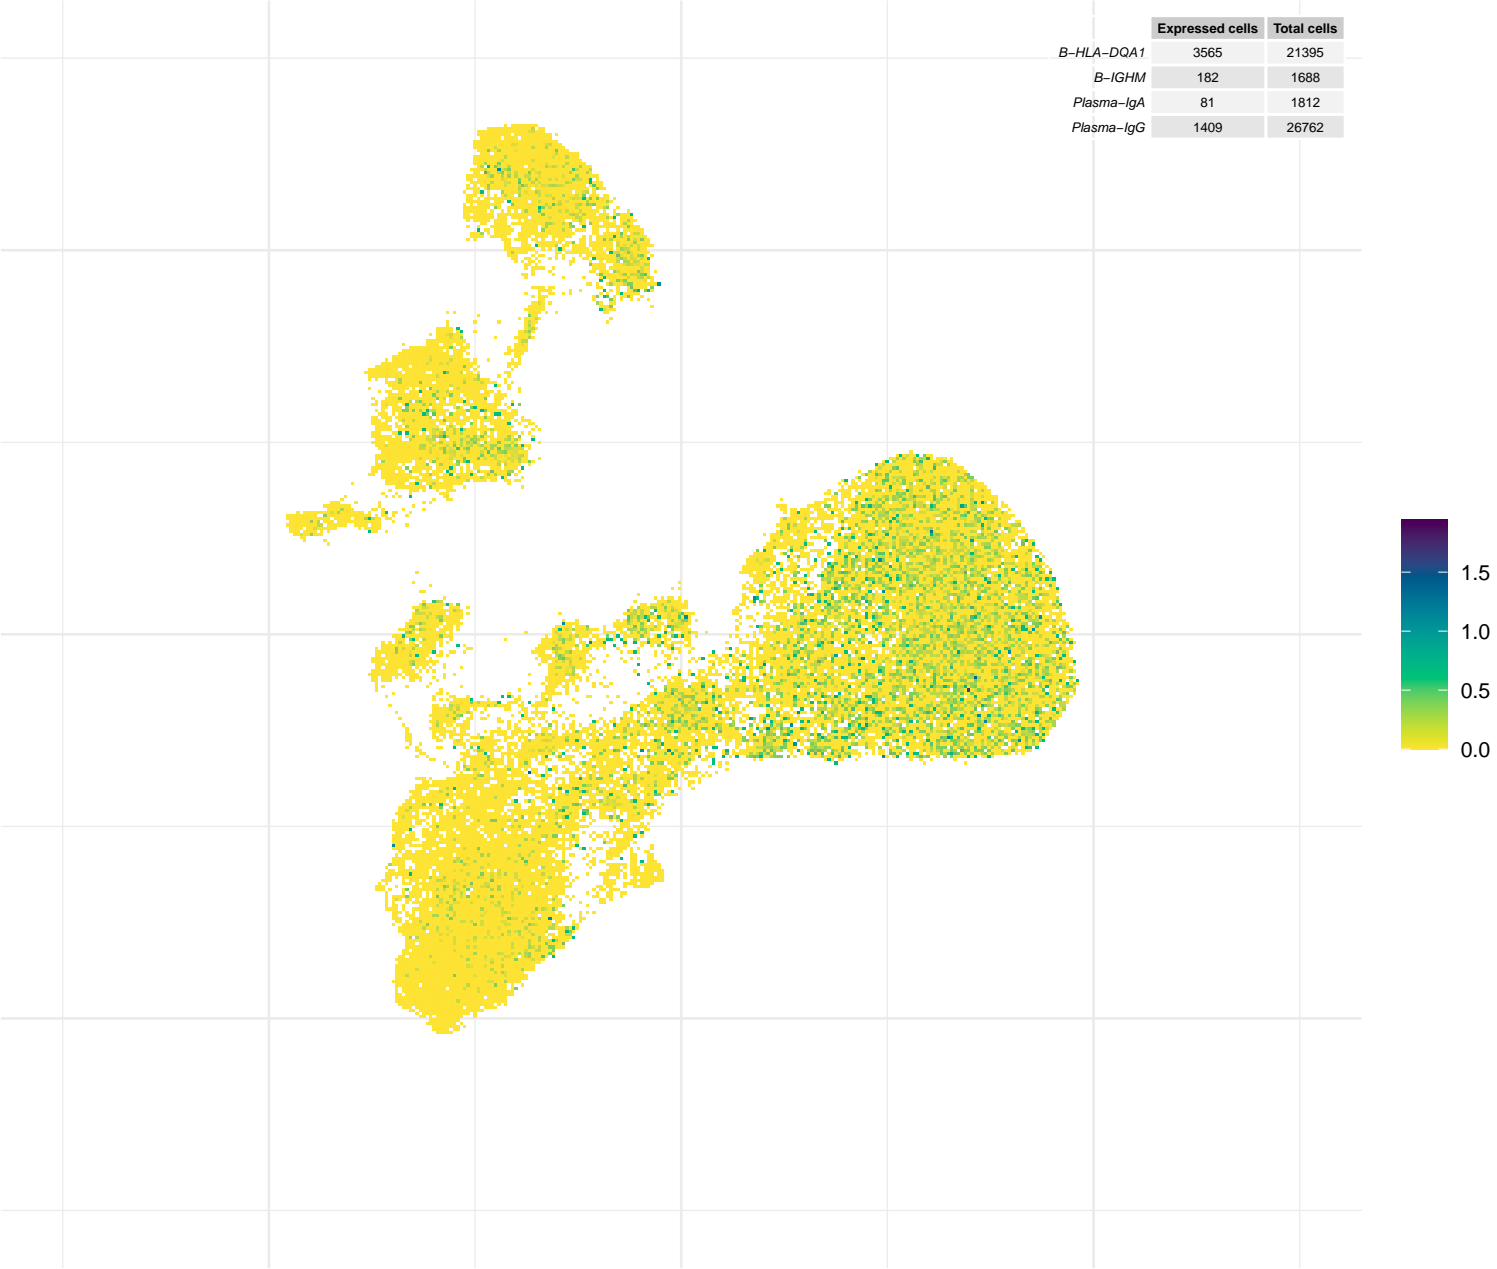 Expressed cells Total cells
B−HLA−DQA1 3565 21395
B−IGHM 182 1688
Plasma−IgA 81 1812
Plasma−IgG 1409 26762
1.5
1.0
0.5
0.0